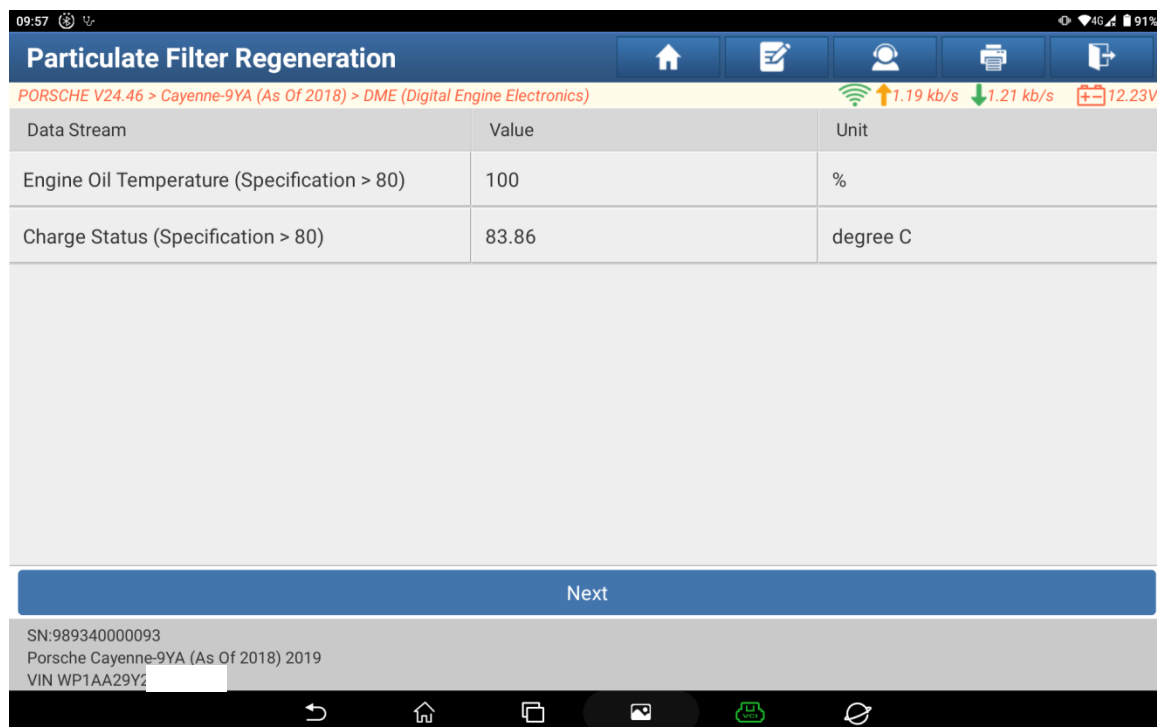 09:57 4G 91%
Particulate Filter Regeneration
PORSCHE V24.46 > Cayenne-9YA (As Of 2018) > DME (Digital Engine Electronics) 1.19 kb/s 1.21 kb/s 12.23V
Data Stream Value Unit
Engine Oil Temperature (Specification > 80) 100 %
Charge Status (Specification > 80) 83.86 degree C
Next
SN:989340000093
Porsche Cayenne-9YA (As Of 2018) 2019
VIN WP1AA29Y2
VCI